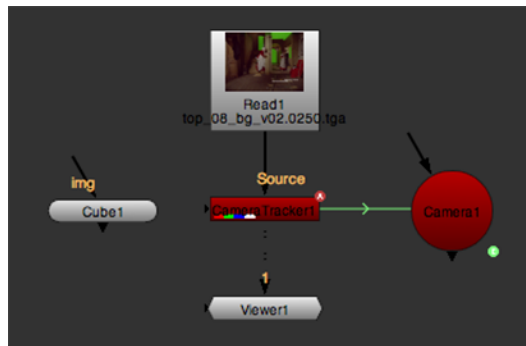 Read1
top_08_bg_v02.0250.tga
img
Source
Cube1
CameraTracker1
A
Camera1
E
1
Viewer1